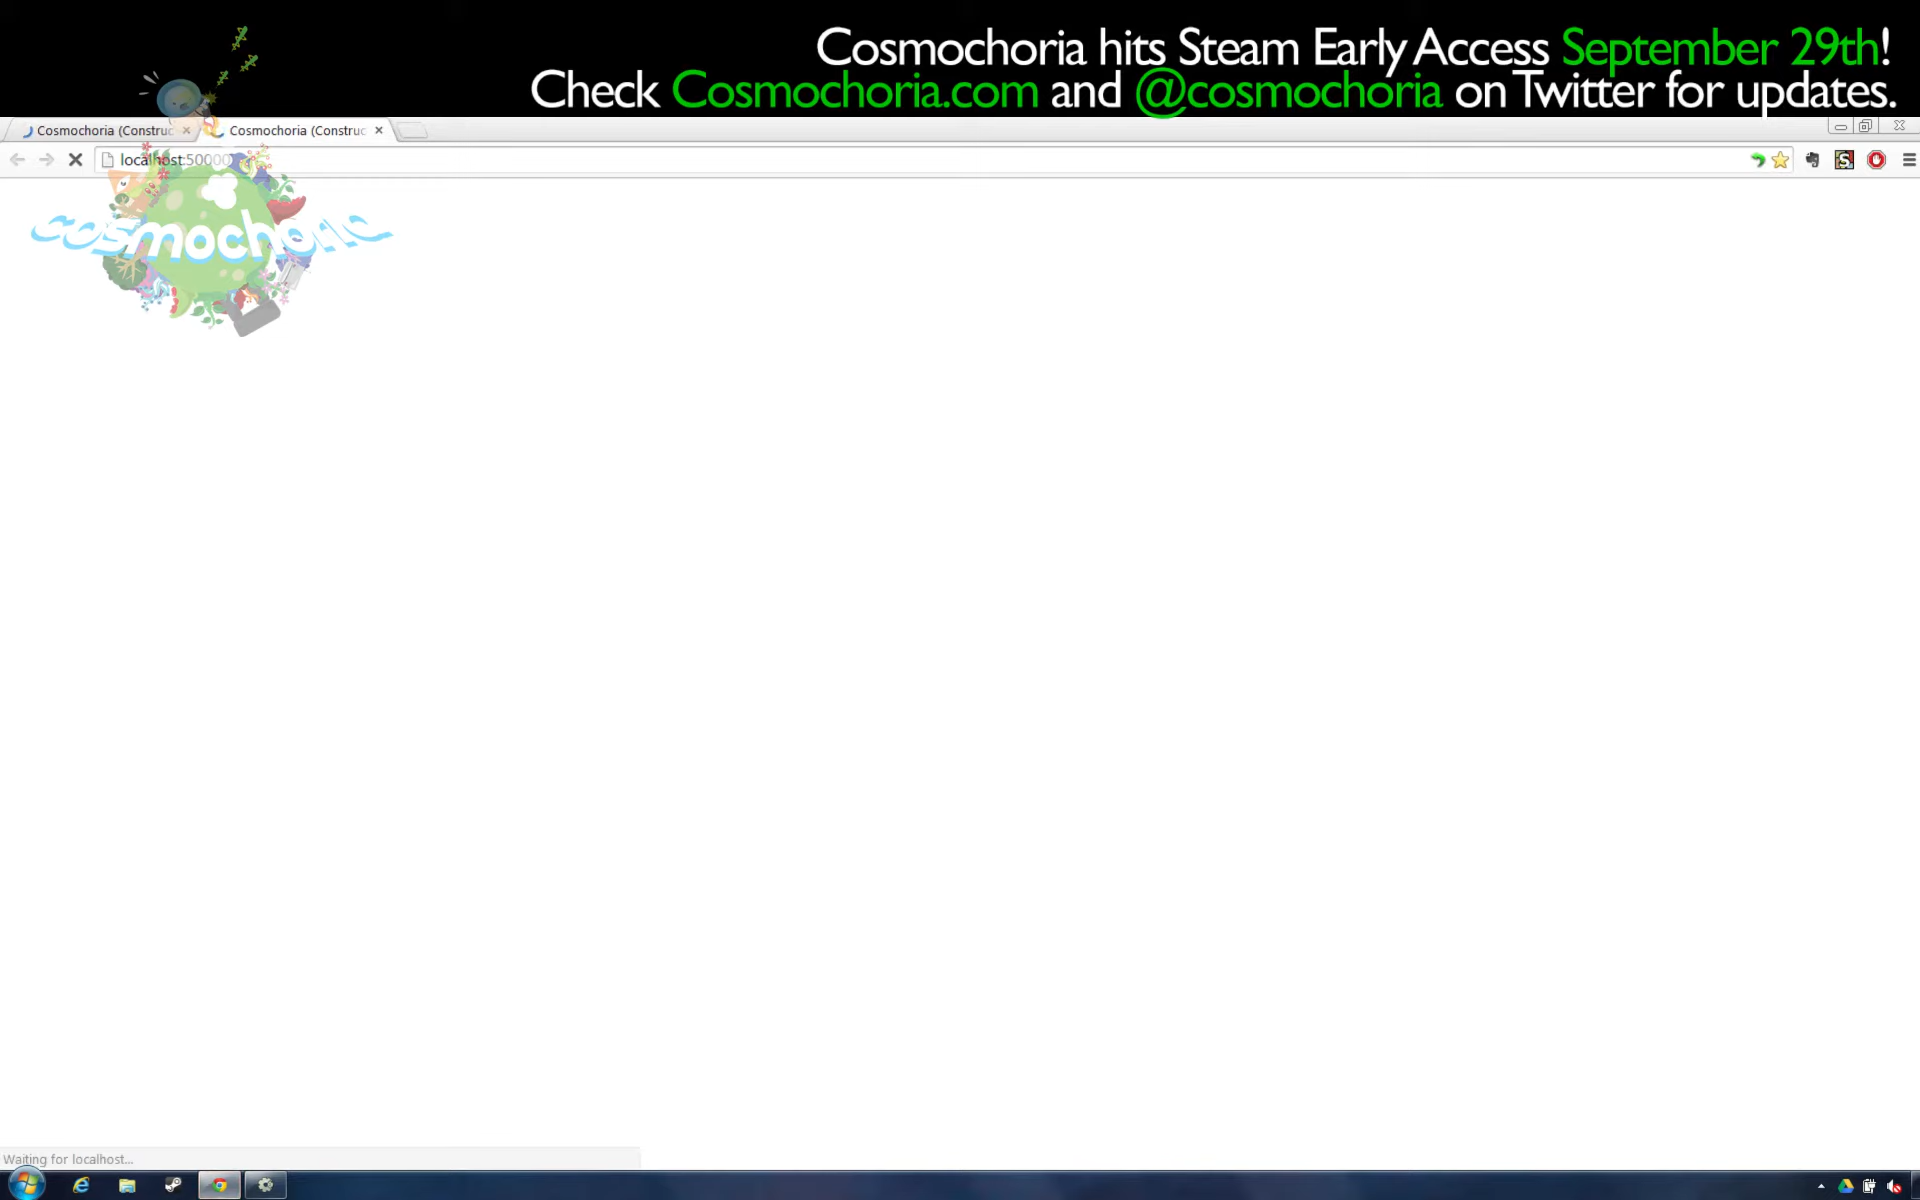 Cosmochoria hits Steam Early Access September 29th!
Check Cosmochoria.com and @cosmochoria on Twitter for updates.
Cosmochoria (Construc
Cosmochoria (Construc
localhost:50000
cosmochoria
Waiting for localhost...